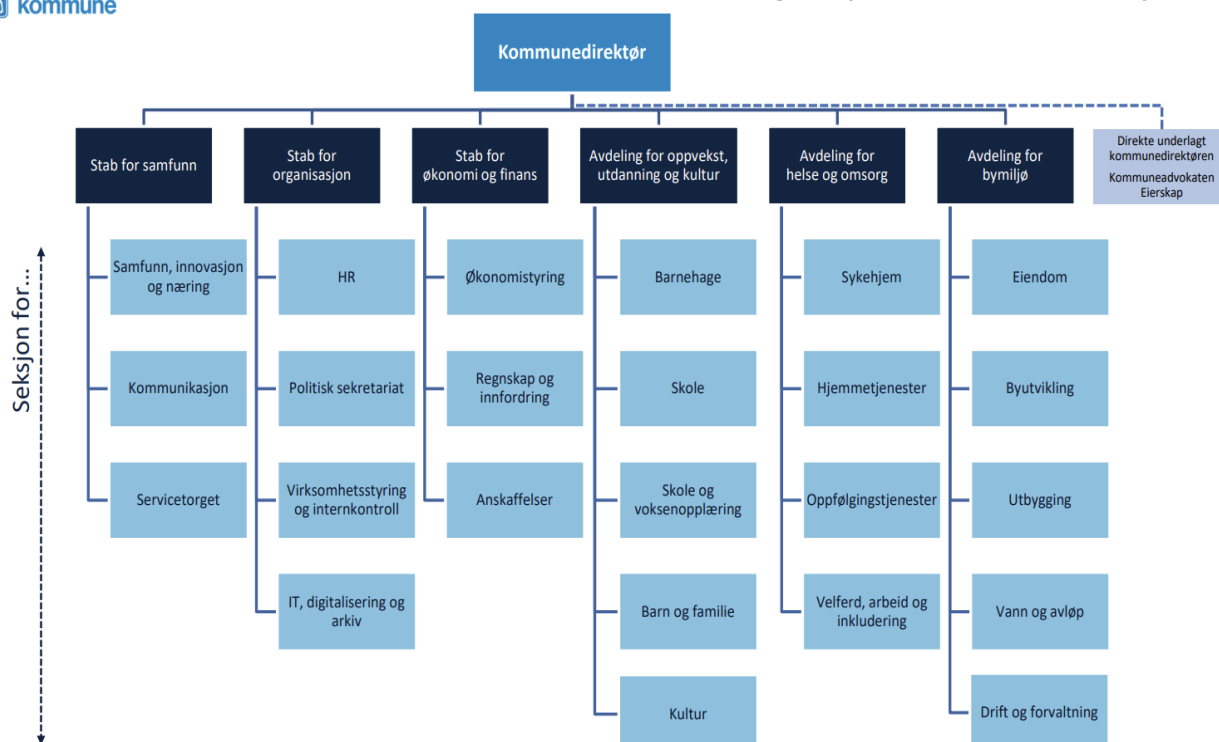 kommune
Kommunedirektør
Stab for samfunn
Stab for
organisasjon
Stab for
økonomi og finans
Avdeling for oppvekst,
utdanning og kultur
Avdeling for
helse og omsorg
Avdeling for
bymiljø
Direkte underlagt
kommunedirektøren
Kommuneadvokaten
Eierskap
Seksjon for...
Samfunn, innovasjon
og næring
HR
Økonomistyring
Barnehage
Sykehjem
Eiendom
Kommunikasjon
Politisk sekretariat
Regnskap og
innfordring
Skole
Hjemmetjenester
Byutvikling
Servicetorget
Virksomhetsstyring
og internkontroll
Anskaffelser
Skole og
voksenopplæring
Oppfølgingstjenester
Utbygging
IT, digitalisering og
arkiv
Barn og familie
Velferd, arbeid og
inkludering
Vann og avløp
Kultur
Drift og forvaltning